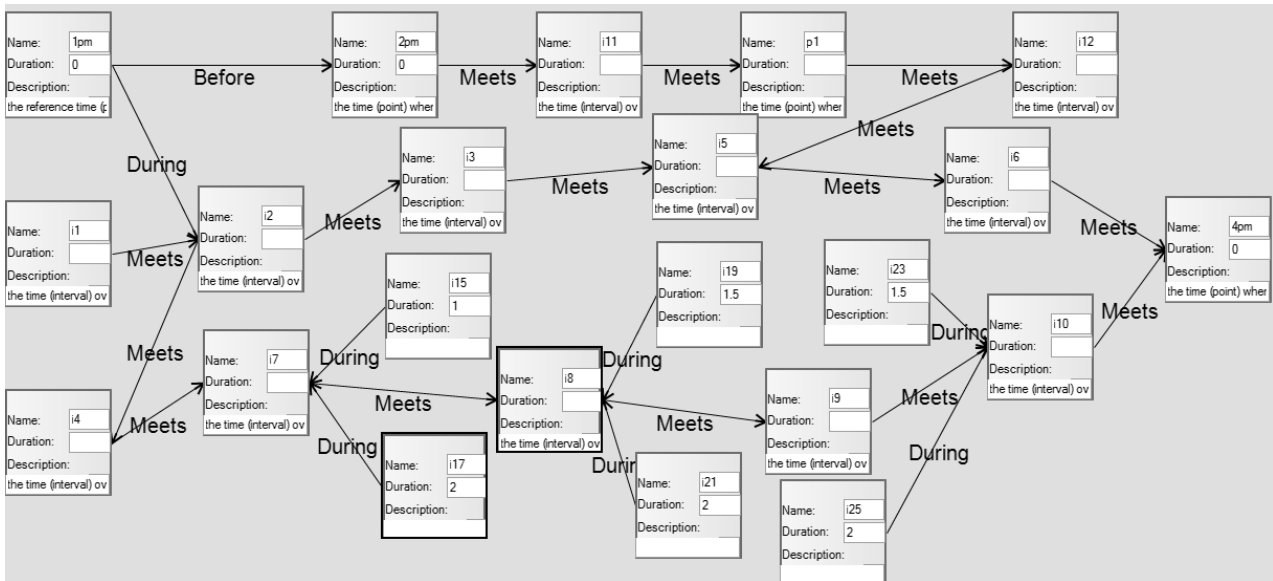 Name: 1pm
Duration: 0
Description:
the reference time (p
Before
Name: 2pm
Duration: 0
Description:
the time (point) wher
Meets
Name: i11
Duration:
Description:
the time (interval) ov
Meets
Name: p1
Duration:
Description:
the time (point) wher
Meets
Name: i12
Duration:
Description:
the time (interval) ov
During
Name: i3
Duration:
Description:
the time (interval) ov
Meets
Name: i5
Duration:
Description:
the time (interval) ov
Meets
Meets
Name: i6
Duration:
Description:
the time (interval) ov
Name: i1
Duration:
Description:
the time (interval) ov
Meets
Name: i2
Duration:
Description:
the time (interval) ov
Meets
Meets
Name: 4pm
Duration: 0
Description:
the time (point) wher
Name: i15
Duration: 1
Description:
Name: i19
Duration: 1.5
Description:
Name: i23
Duration: 1.5
Description:
Meets
Name: i4
Duration:
Description:
the time (interval) ov
Meets
Meets
Name: i7
Duration:
Description:
the time (interval) ov
During
During
Meets
Name: i8
Duration:
Description:
the time (interval) ov
During
Meets
Name: i9
Duration:
Description:
the time (interval) ov
During
Meets
Name: i10
Duration:
Description:
the time (interval) ov
Name: i17
Duration: 2
Description:
Name: i21
Duration: 2
Description:
During
Name: i25
Duration: 2
Description: